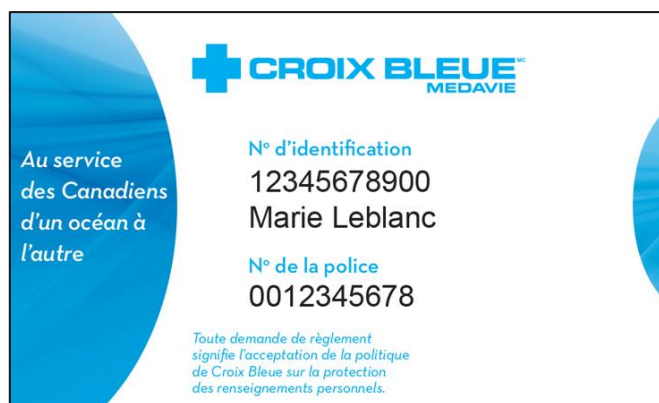 CROIX BLEUE MC
MEDAVIE
Au service
des Canadiens
d'un océan à
l'autre
Nº d'identification
12345678900
Marie Leblanc
Nº de la police
0012345678
Toute demande de règlement
signifie l'acceptation de la politique
de Croix Bleue sur la protection
des renseignements personnels.